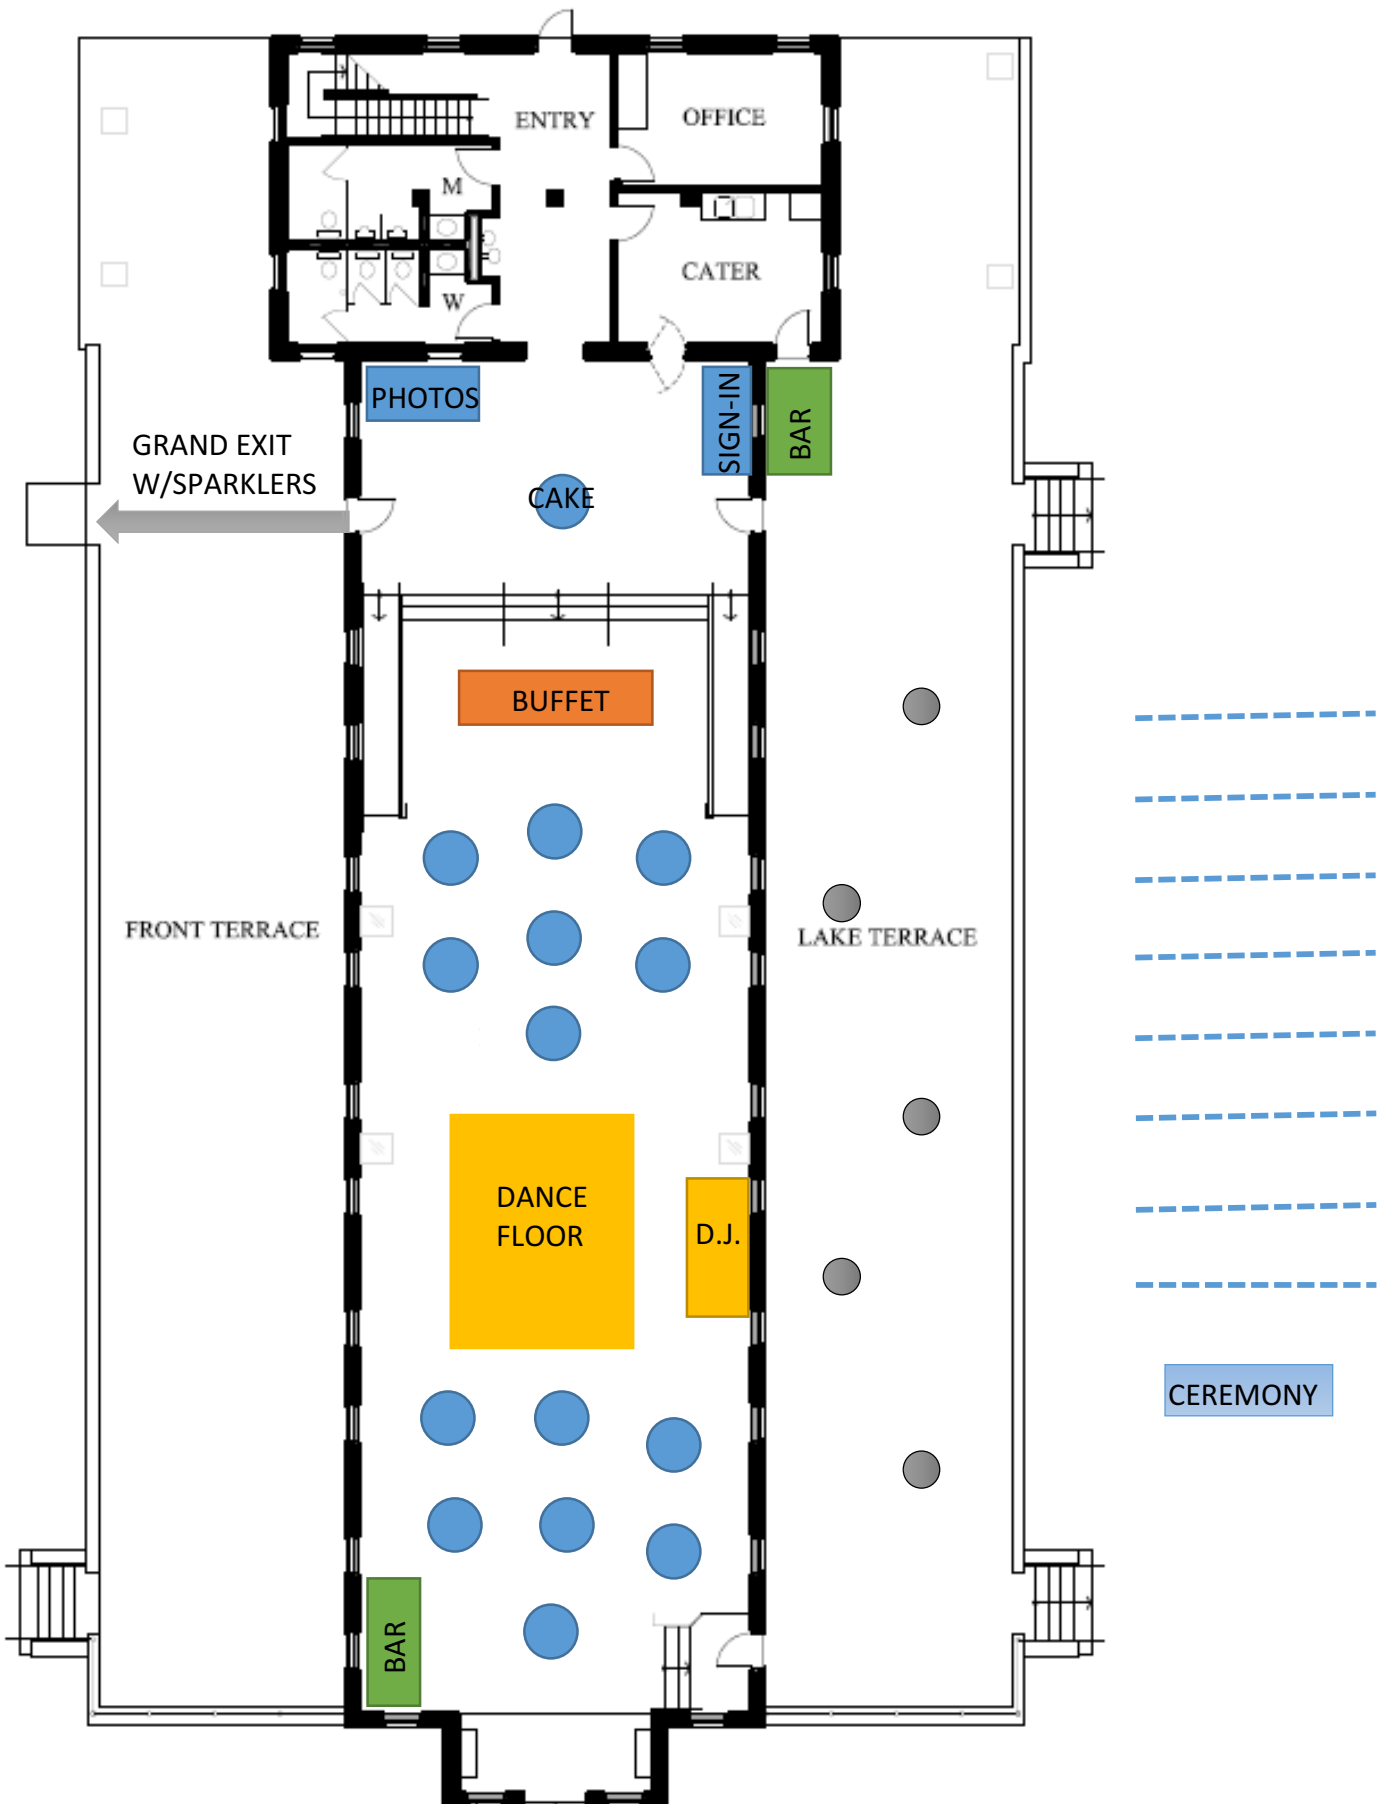 ENTRY
OFFICE
M
CATER
W
PHOTOS
SIGN-IN
BAR
GRAND EXIT
W/SPARKLERS
CAKE
BUFFET
FRONT TERRACE
LAKE TERRACE
DANCE
FLOOR
D.J.
CEREMONY
BAR